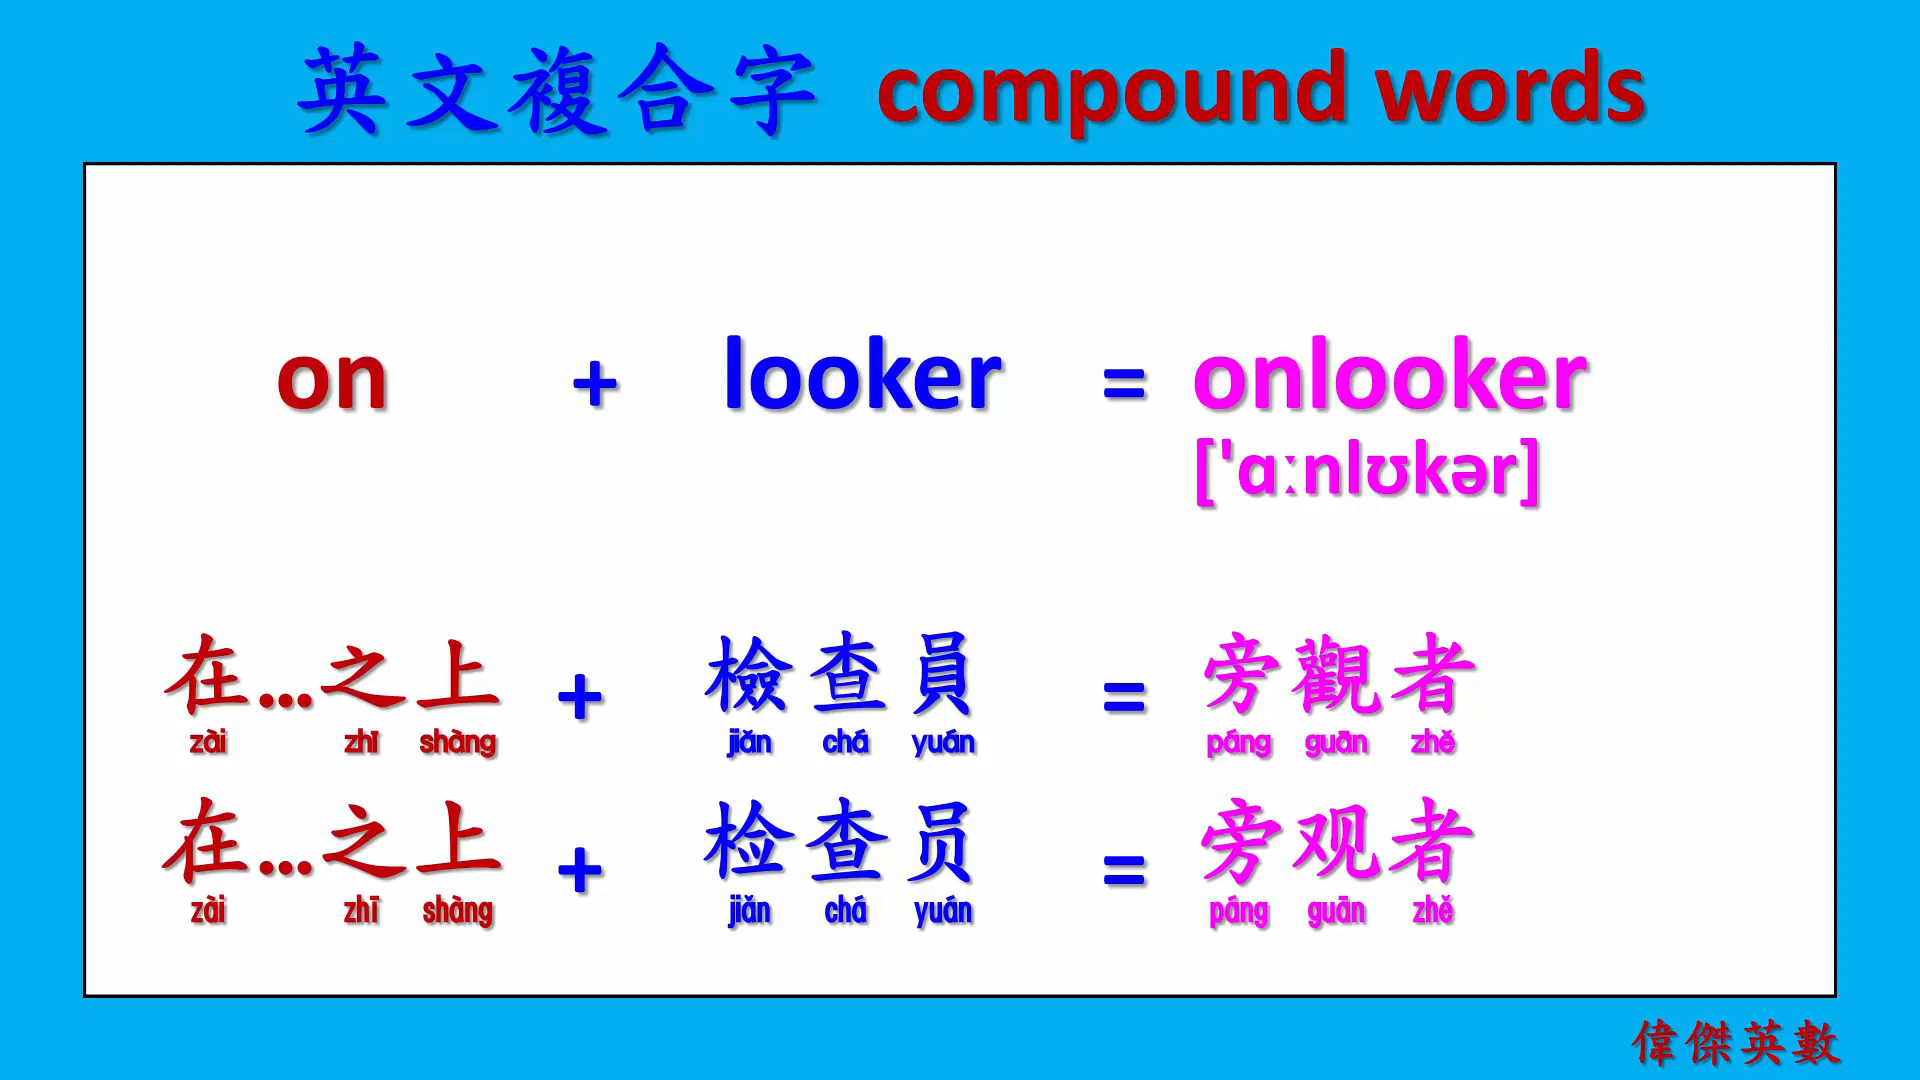 英文複合字 compound words
on + looker = onlooker
['ɑːnlʊkər]
在...之上 + 檢查員 = 旁觀者
zài zhī shàng jiǎn chá yuán páng guān zhě
在...之上 + 检查员 = 旁观者
zài zhī shàng jiǎn chá yuán páng guān zhě
偉傑英數